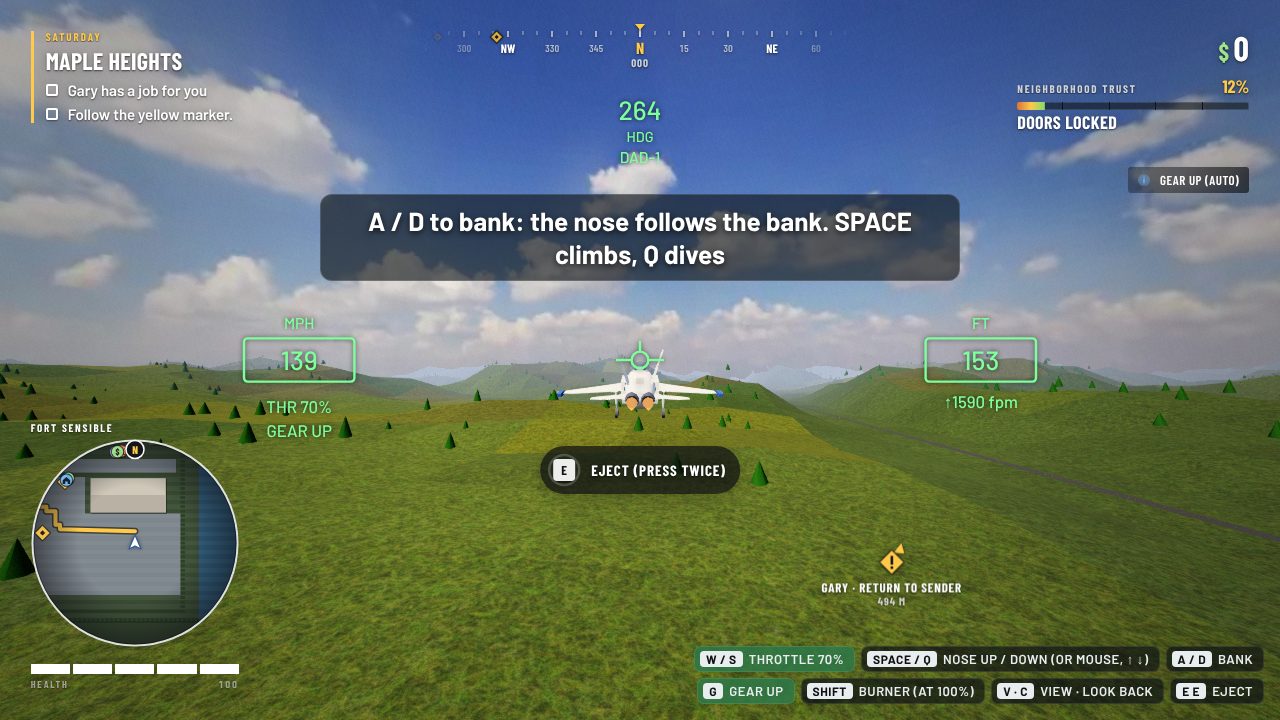 SATURDAY
MAPLE HEIGHTS
Gary has a job for you
Follow the yellow marker.
300 NW 330 345 N 15 30 NE 60
000
$0
NEIGHBORHOOD TRUST 12%
DOORS LOCKED
264
HDG
DAD-1
GEAR UP (AUTO)
A / D to bank: the nose follows the bank. SPACE
climbs, Q dives
MPH
139
THR 70%
GEAR UP
FT
153
↑1590 fpm
FORT SENSIBLE
$ N
E EJECT (PRESS TWICE)
!
GARY · RETURN TO SENDER
494 M
HEALTH 100
W / S THROTTLE 70% SPACE / Q NOSE UP / DOWN (OR MOUSE, ↑ ↓) A / D BANK
G GEAR UP SHIFT BURNER (AT 100%) V · C VIEW · LOOK BACK E E EJECT